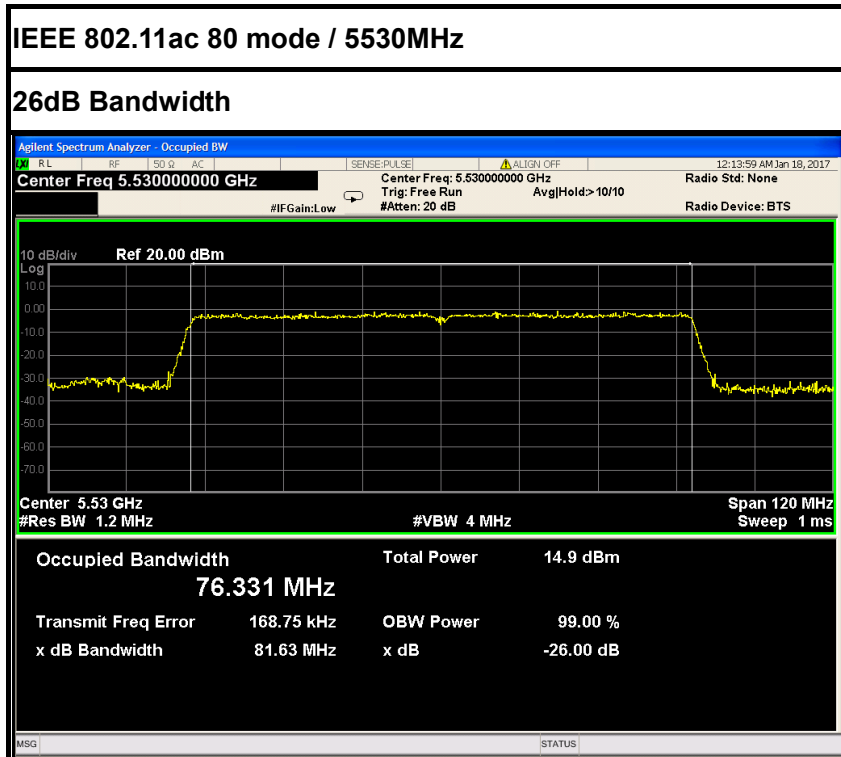 IEEE 802.11ac 80 mode / 5530MHz
26dB Bandwidth
Agilent Spectrum Analyzer - Occupied BW
LXI RL RF 50 Ω AC SENSE:PULSE ALIGN OFF 12:13:59 AM Jan 18, 2017
Center Freq 5.530000000 GHz Center Freq: 5.530000000 GHz Radio Std: None
Trig: Free Run Avg|Hold:>10/10
#IFGain:Low #Atten: 20 dB Radio Device: BTS
10 dB/div Ref 20.00 dBm
Log
10.0
0.00
-10.0
-20.0
-30.0
-40.0
-50.0
-60.0
-70.0
Center 5.53 GHz Span 120 MHz
#Res BW 1.2 MHz #VBW 4 MHz Sweep 1 ms
Occupied Bandwidth Total Power 14.9 dBm
76.331 MHz
Transmit Freq Error 168.75 kHz OBW Power 99.00 %
x dB Bandwidth 81.63 MHz x dB -26.00 dB
MSG STATUS